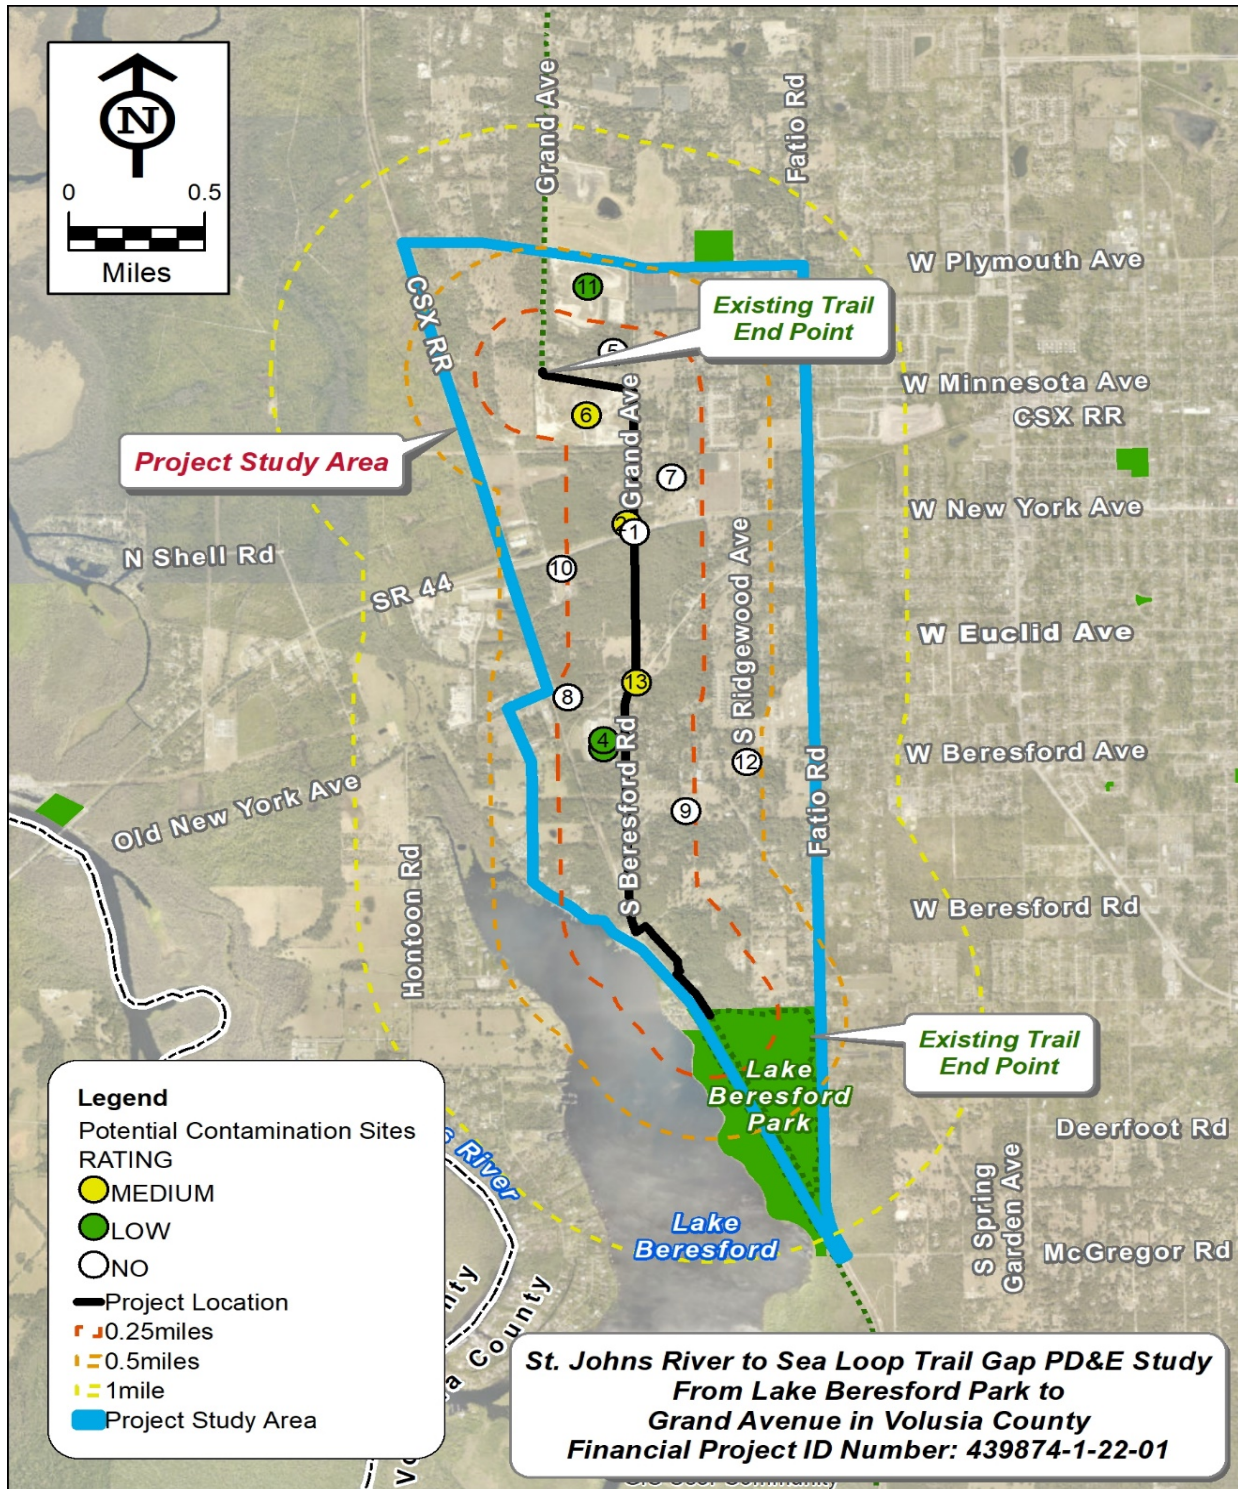 N
0 0.5
Miles
Grand Ave
Fatio Rd
W Plymouth Ave
CSX RR
11
Existing Trail
End Point
5
W Minnesota Ave
CSX RR
6
Grand Ave
Project Study Area
7
W New York Ave
2
1
N Shell Rd
10
SR 44
S Ridgewood Ave
W Euclid Ave
13
8
4
S Beresford Rd
12
W Beresford Ave
Old New York Ave
9
Fatio Rd
Hontoon Rd
W Beresford Rd
Existing Trail
End Point
Lake
Beresford
Park
Deerfoot Rd
S Spring
Garden Ave
McGregor Rd
Lake
Beresford
s River
Legend
Potential Contamination Sites
RATING
MEDIUM
LOW
NO
Project Location
0.25miles
0.5miles
1mile
Project Study Area
County
St. Johns River to Sea Loop Trail Gap PD&E Study
From Lake Beresford Park to
Grand Avenue in Volusia County
Financial Project ID Number: 439874-1-22-01